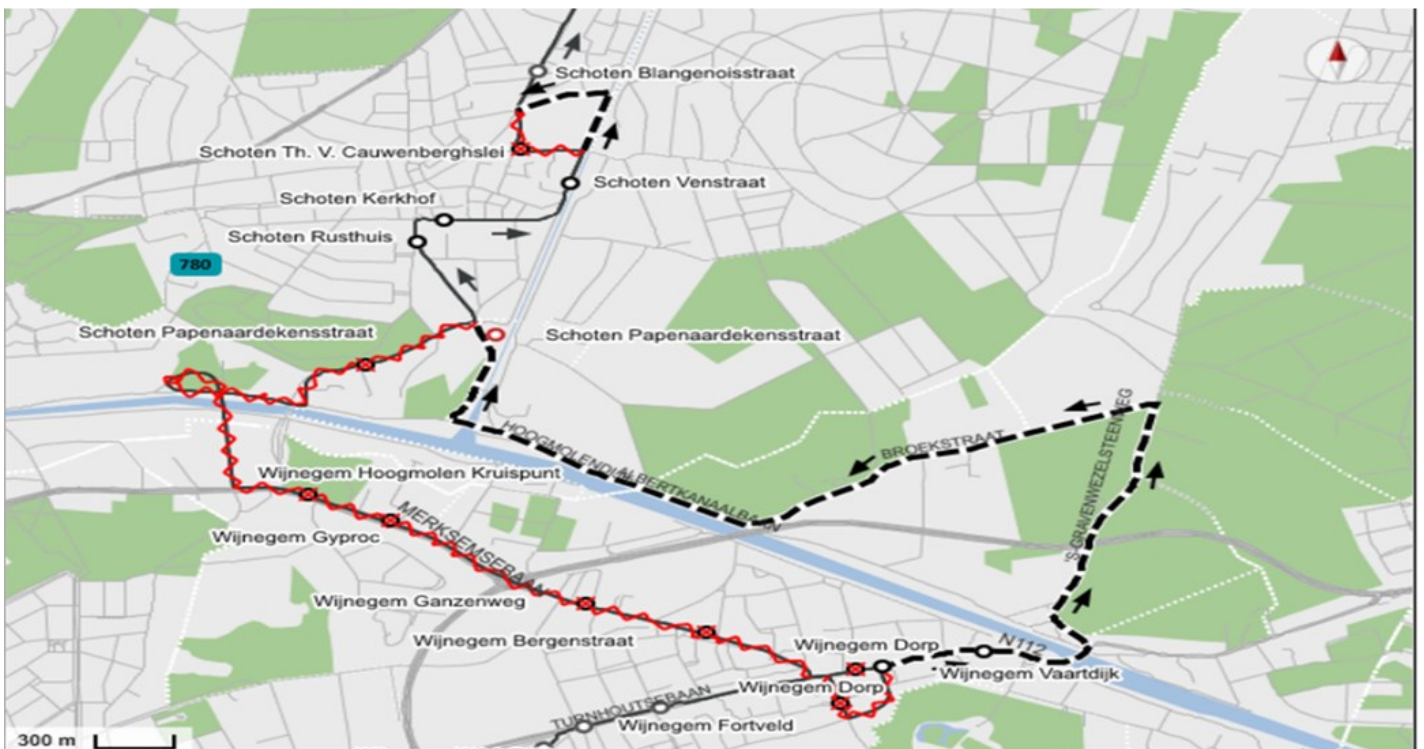 Schoten Blangenoisstraat
Schoten Th. V. Cauwenberghslei
Schoten Venstraat
Schoten Kerkhof
Schoten Rusthuis
780
Schoten Papenaardekensstraat
Schoten Papenaardekensstraat
'S-GRAVENWEZELSTEENWEG
BROEKSTRAAT
ALBERTKANAALBAAN
Wijnegem Hoogmolen Kruispunt
MERKSEMSEBAAN
Wijnegem Gyproc
Wijnegem Ganzenweg
Wijnegem Bergenstraat
Wijnegem Dorp
N112
Wijnegem Vaartdijk
Wijnegem Dorp
TURNHOUTSEBAAN
Wijnegem Fortveld
300 m